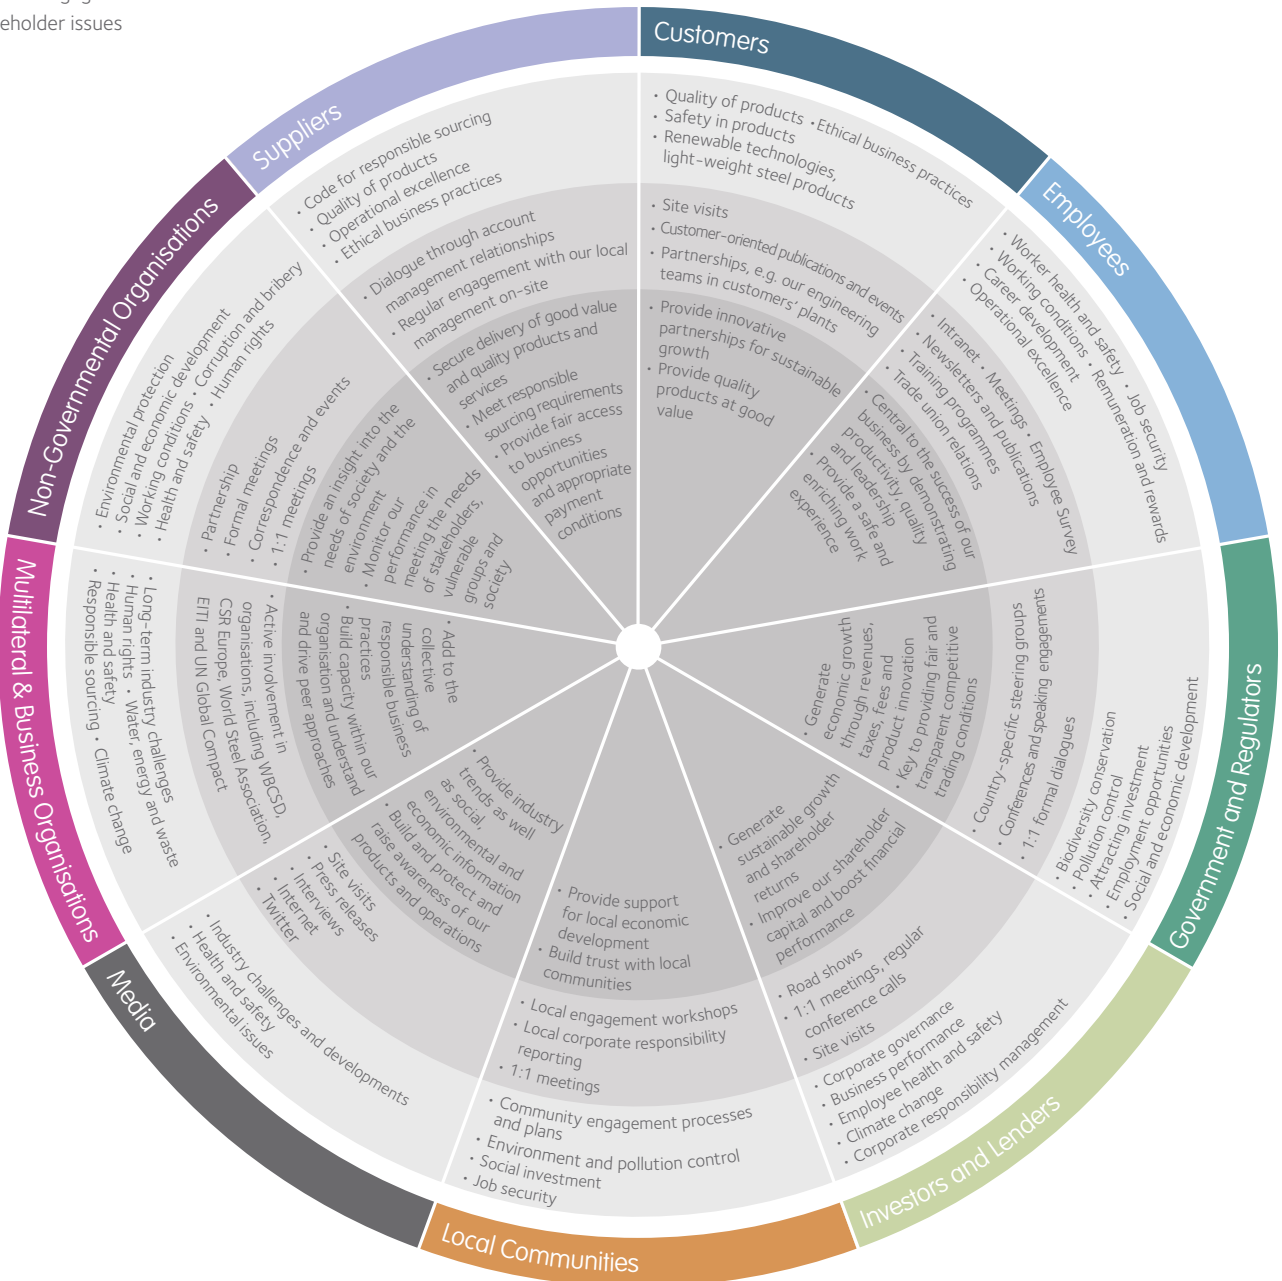 eholder issues
Customers
• Quality of products • Ethical business practices
• Safety in products
• Renewable technologies,
light-weight steel products
• Site visits
• Customer-oriented publications and events
• Partnerships, e.g. our engineering
teams in customers' plants
• Provide innovative
partnerships for sustainable
growth
• Provide quality
products at good
value
Employees
• Worker health and safety • Job security
• Working conditions • Remuneration and rewards
• Career development
• Operational excellence
• Intranet • Meetings • Employee Survey
• Newsletters and publications
• Training programmes
• Trade union relations
• Central to the success of our
business by demonstrating
productivity, quality
and leadership
• Provide a safe and
enriching work
experience
Government and Regulators
• Biodiversity conservation
• Pollution control
• Attracting investment
• Employment opportunities
• Social and economic development
• Country-specific steering groups
• Conferences and speaking engagements
• 1:1 formal dialogues
• Generate
economic growth
through revenues,
taxes, fees and
product innovation
• Key to providing fair and
transparent competitive
trading conditions
Investors and Lenders
• Generate
sustainable growth
and shareholder
returns
• Improve our shareholder
capital and boost financial
performance
• Road shows
• 1:1 meetings, regular
conference calls
• Site visits
• Corporate governance
• Business performance
• Employee health and safety
• Climate change
• Corporate responsibility management
Local Communities
• Provide support
for local economic
development
• Build trust with local
communities
• Local engagement workshops
• Local corporate responsibility
reporting
• 1:1 meetings
• Community engagement processes
and plans
• Environment and pollution control
• Social investment
• Job security
Media
• Provide industry
trends as well
as social,
environmental and
economic information
• Build and protect and
raise awareness of our
products and operations
• Site visits
• Press releases
• Interviews
• Internet
• Twitter
• Industry challenges and developments
• Health and safety
• Environmental issues
Multilateral & Business Organisations
• Add to the
collective
understanding of
responsible business
practices
• Build capacity within our
organisation and understand
and drive peer approaches
• Active involvement in
organisations, including WBCSD,
CSR Europe, World Steel Association,
EITI and UN Global Compact
• Long-term industry challenges
• Human rights • Water, energy and waste
• Health and safety
• Responsible sourcing • Climate change
Non-Governmental Organisations
• Environmental protection
• Social and economic development
• Working conditions • Corruption and bribery
• Health and safety • Human rights
• Partnership
• Formal meetings
• Correspondence and events
• 1:1 meetings
• Provide an insight into the
needs of society and the
environment
• Monitor our
performance in
meeting the needs
of stakeholders,
vulnerable
groups and
society
Suppliers
• Code for responsible sourcing
• Quality of products
• Operational excellence
• Ethical business practices
• Dialogue through account
management relationships
• Regular engagement with our local
management on-site
• Secure delivery of good value
and quality products and
services
• Meet responsible
sourcing requirements
• Provide fair access
to business
opportunities
and appropriate
payment
conditions